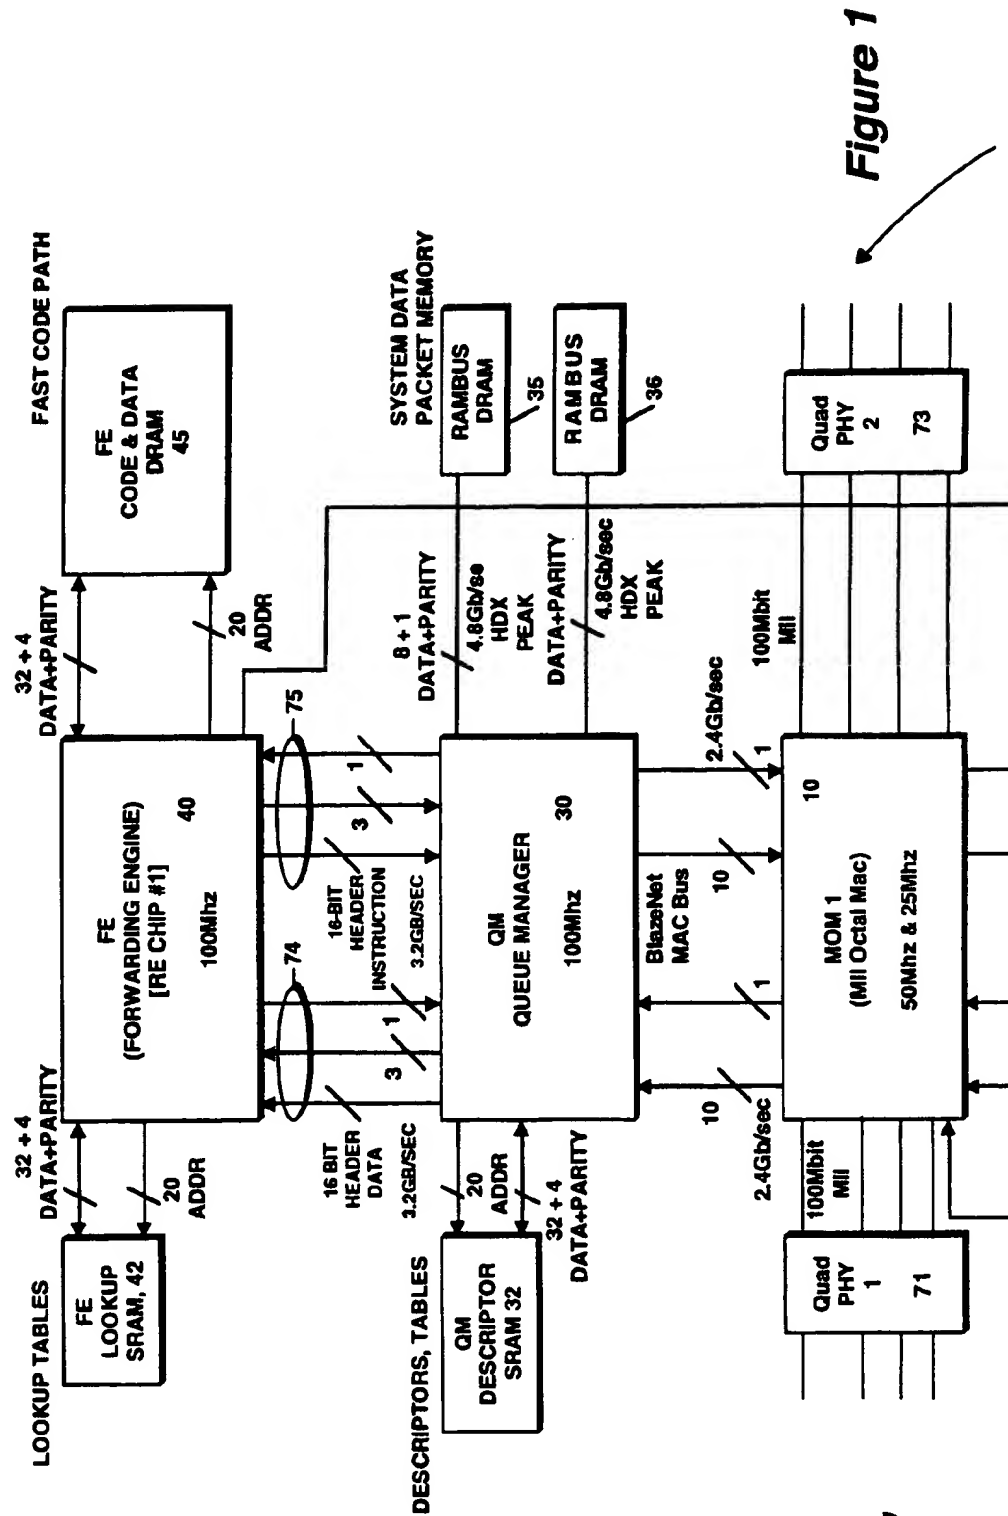 LOOKUP TABLES
FE
LOOKUP
SRAM, 42
32 + 4
DATA+PARITY
20
ADDR
FE
(FORWARDING ENGINE)
[RE CHIP #1]
100Mhz
40
32 + 4
DATA+PARITY
20
ADDR
FAST CODE PATH
FE
CODE & DATA
DRAM
45
16 BIT
HEADER
DATA
3.2GB/SEC
3
1
74
16-BIT
HEADER
INSTRUCTION
3.2GB/SEC
3
1
75
DESCRIPTORS, TABLES
QM
DESCRIPTOR
SRAM 32
20
ADDR
32 + 4
DATA+PARITY
QM
QUEUE MANAGER
100Mhz
30
8 + 1
DATA+PARITY
4.8Gb/se
HDX
PEAK
DATA+PARITY
4.8Gb/sec
HDX
PEAK
SYSTEM DATA
PACKET MEMORY
RAMBUS
DRAM
35
RAMBUS
DRAM
36
10
2.4Gb/sec
1
BlazeNet
MAC Bus
10
2.4Gb/sec
1
Quad
PHY
1
71
100Mbit
MII
MOM 1
(MII Octal Mac)
50Mhz & 25Mhz
10
100Mbit
MII
Quad
PHY
2
73
Figure 1